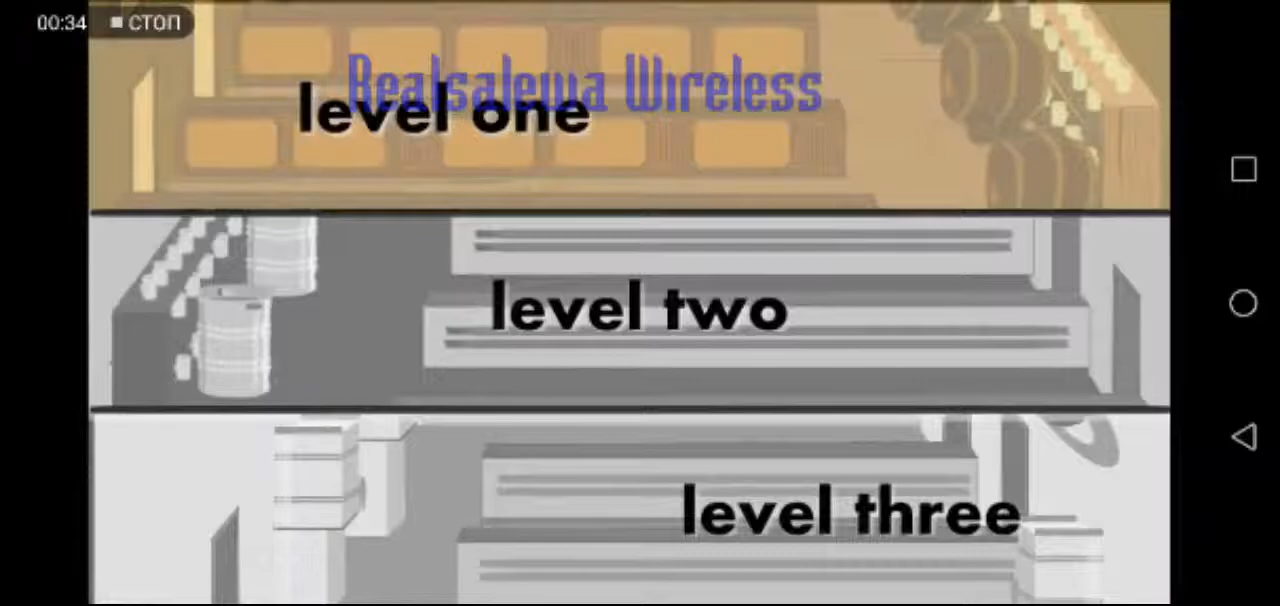 00:34 СТОП
Realsalewa Wireless
level one
level two
level three